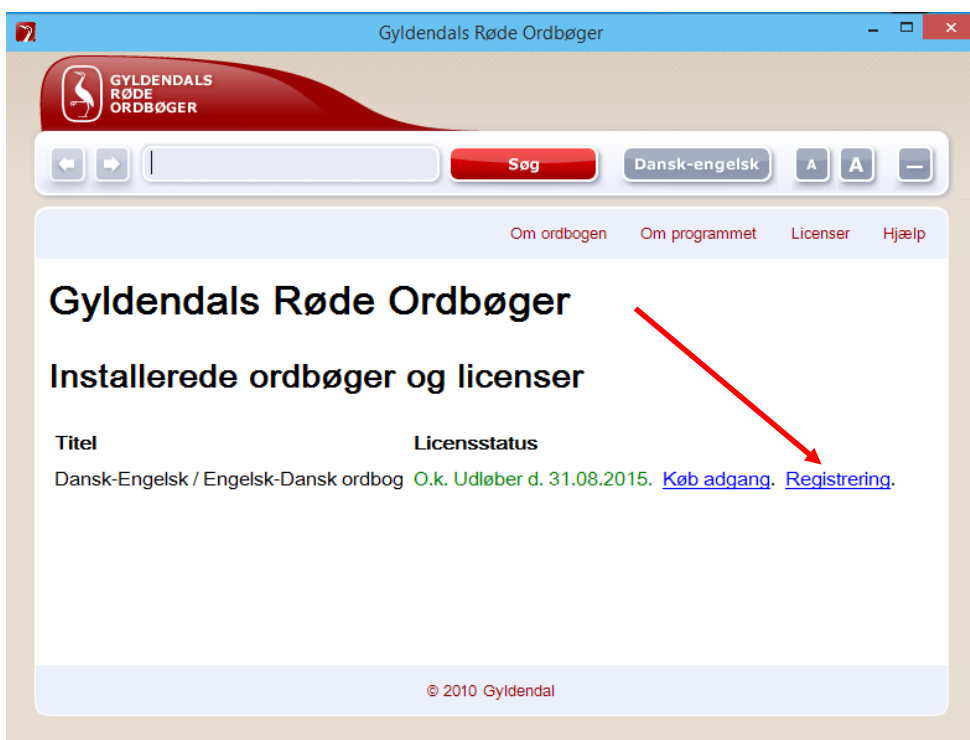 Gyldendals Røde Ordbøger
GYLDENDALS
RØDE
ORDBØGER
Søg
Dansk-engelsk
A
A
Om ordbogen
Om programmet
Licenser
Hjælp
Gyldendals Røde Ordbøger
Installerede ordbøger og licenser
Titel
Licensstatus
Dansk-Engelsk / Engelsk-Dansk ordbog O.k. Udløber d. 31.08.2015. Køb adgang. Registrering.
© 2010 Gyldendal